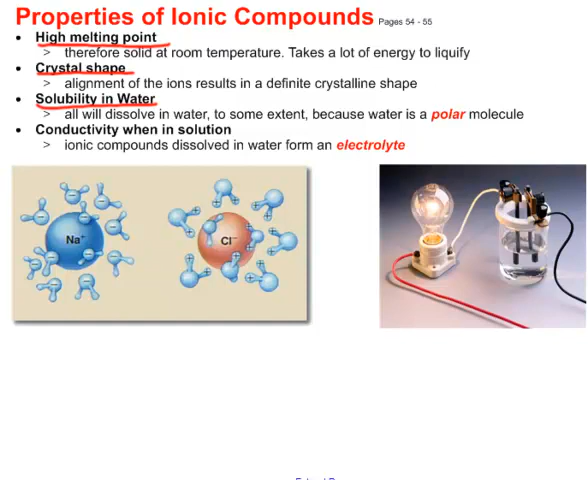 Properties of Ionic Compounds Pages 54 - 55
• High melting point
> therefore solid at room temperature. Takes a lot of energy to liquify
• Crystal shape
> alignment of the ions results in a definite crystalline shape
• Solubility in Water
> all will dissolve in water, to some extent, because water is a polar molecule
• Conductivity when in solution
> ionic compounds dissolved in water form an electrolyte
Na⁺
Cl⁻